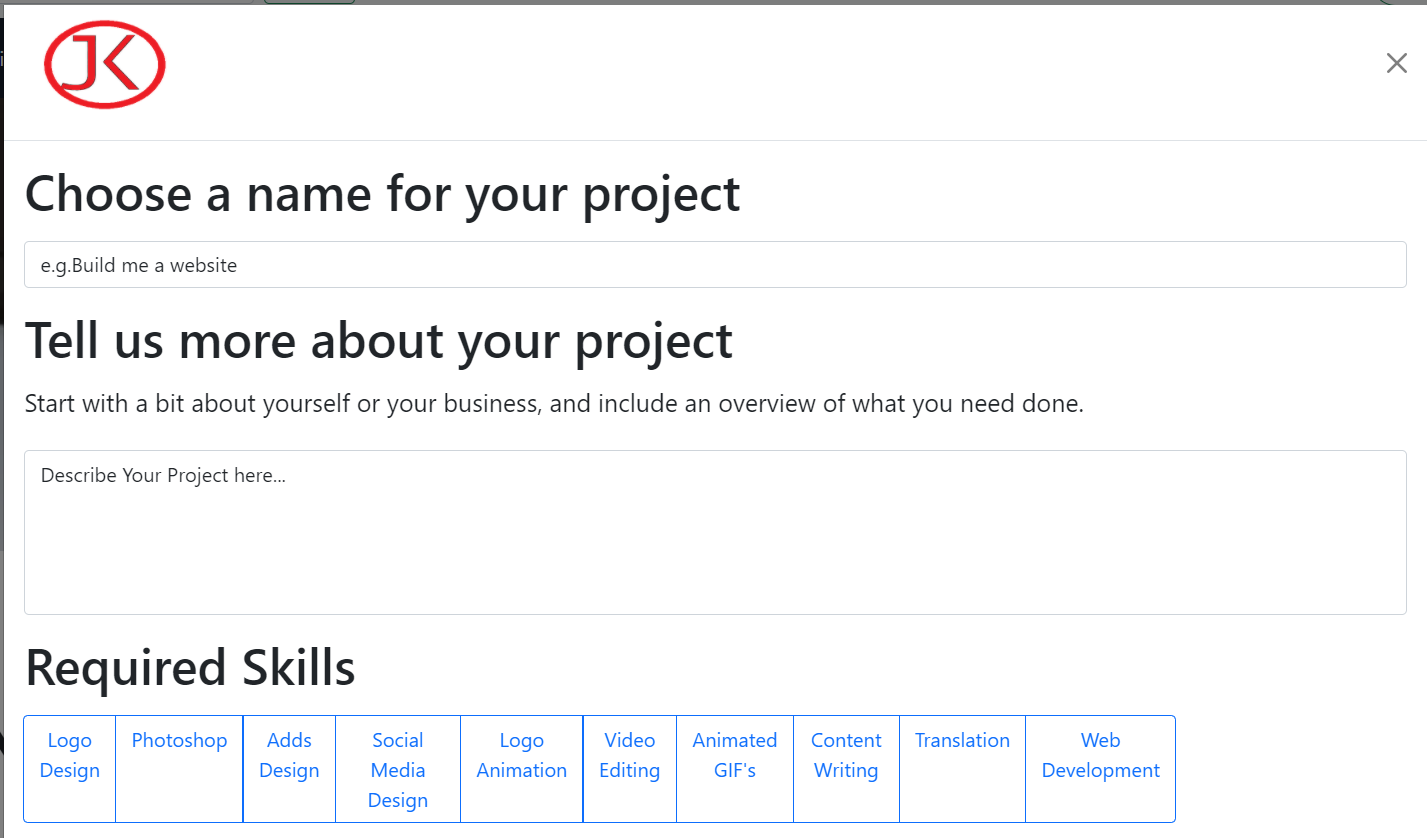 JK
Choose a name for your project
e.g.Build me a website
Tell us more about your project
Start with a bit about yourself or your business, and include an overview of what you need done.
Describe Your Project here...
Required Skills
Logo
Design
Photoshop
Adds
Design
Social
Media
Design
Logo
Animation
Video
Editing
Animated
GIF's
Content
Writing
Translation
Web
Development